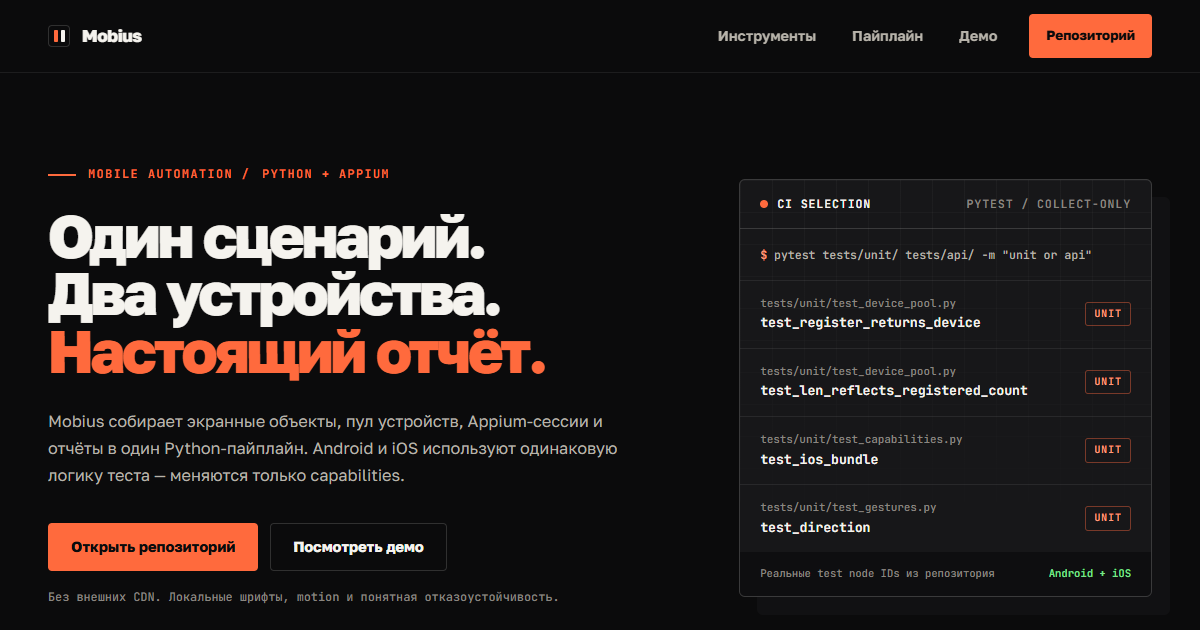 Mobius
Инструменты
Пайплайн
Демо
Репозиторий
MOBILE AUTOMATION / PYTHON + APPIUM
Один сценарий.
Два устройства.
Настоящий отчёт.
Mobius собирает экранные объекты, пул устройств, Appium-сессии и
отчёты в один Python-пайплайн. Android и iOS используют одинаковую
логику теста — меняются только capabilities.
Открыть репозиторий
Посмотреть демо
Без внешних CDN. Локальные шрифты, motion и понятная отказоустойчивость.
CI SELECTION
PYTEST / COLLECT-ONLY
$ pytest tests/unit/ tests/api/ -m "unit or api"
tests/unit/test_device_pool.py
test_register_returns_device
UNIT
tests/unit/test_device_pool.py
test_len_reflects_registered_count
UNIT
tests/unit/test_capabilities.py
test_ios_bundle
UNIT
tests/unit/test_gestures.py
test_direction
UNIT
Реальные test node IDs из репозитория
Android + iOS